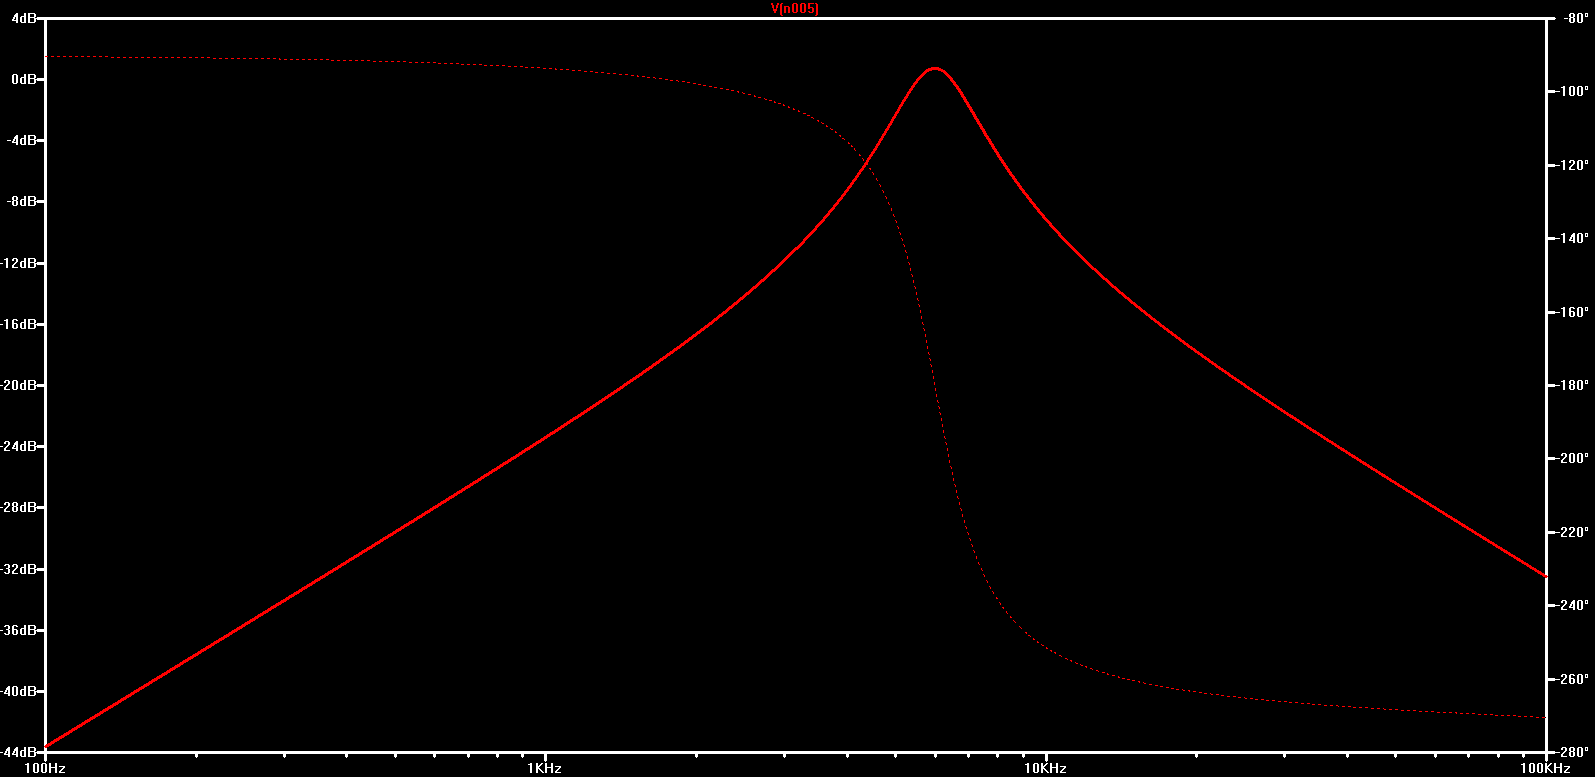 V(n005)
4dB
0dB
-4dB
-8dB
-12dB
-16dB
-20dB
-24dB
-28dB
-32dB
-36dB
-40dB
-44dB
-80°
-100°
-120°
-140°
-160°
-180°
-200°
-220°
-240°
-260°
-280°
100Hz 1KHz 10KHz 100KHz